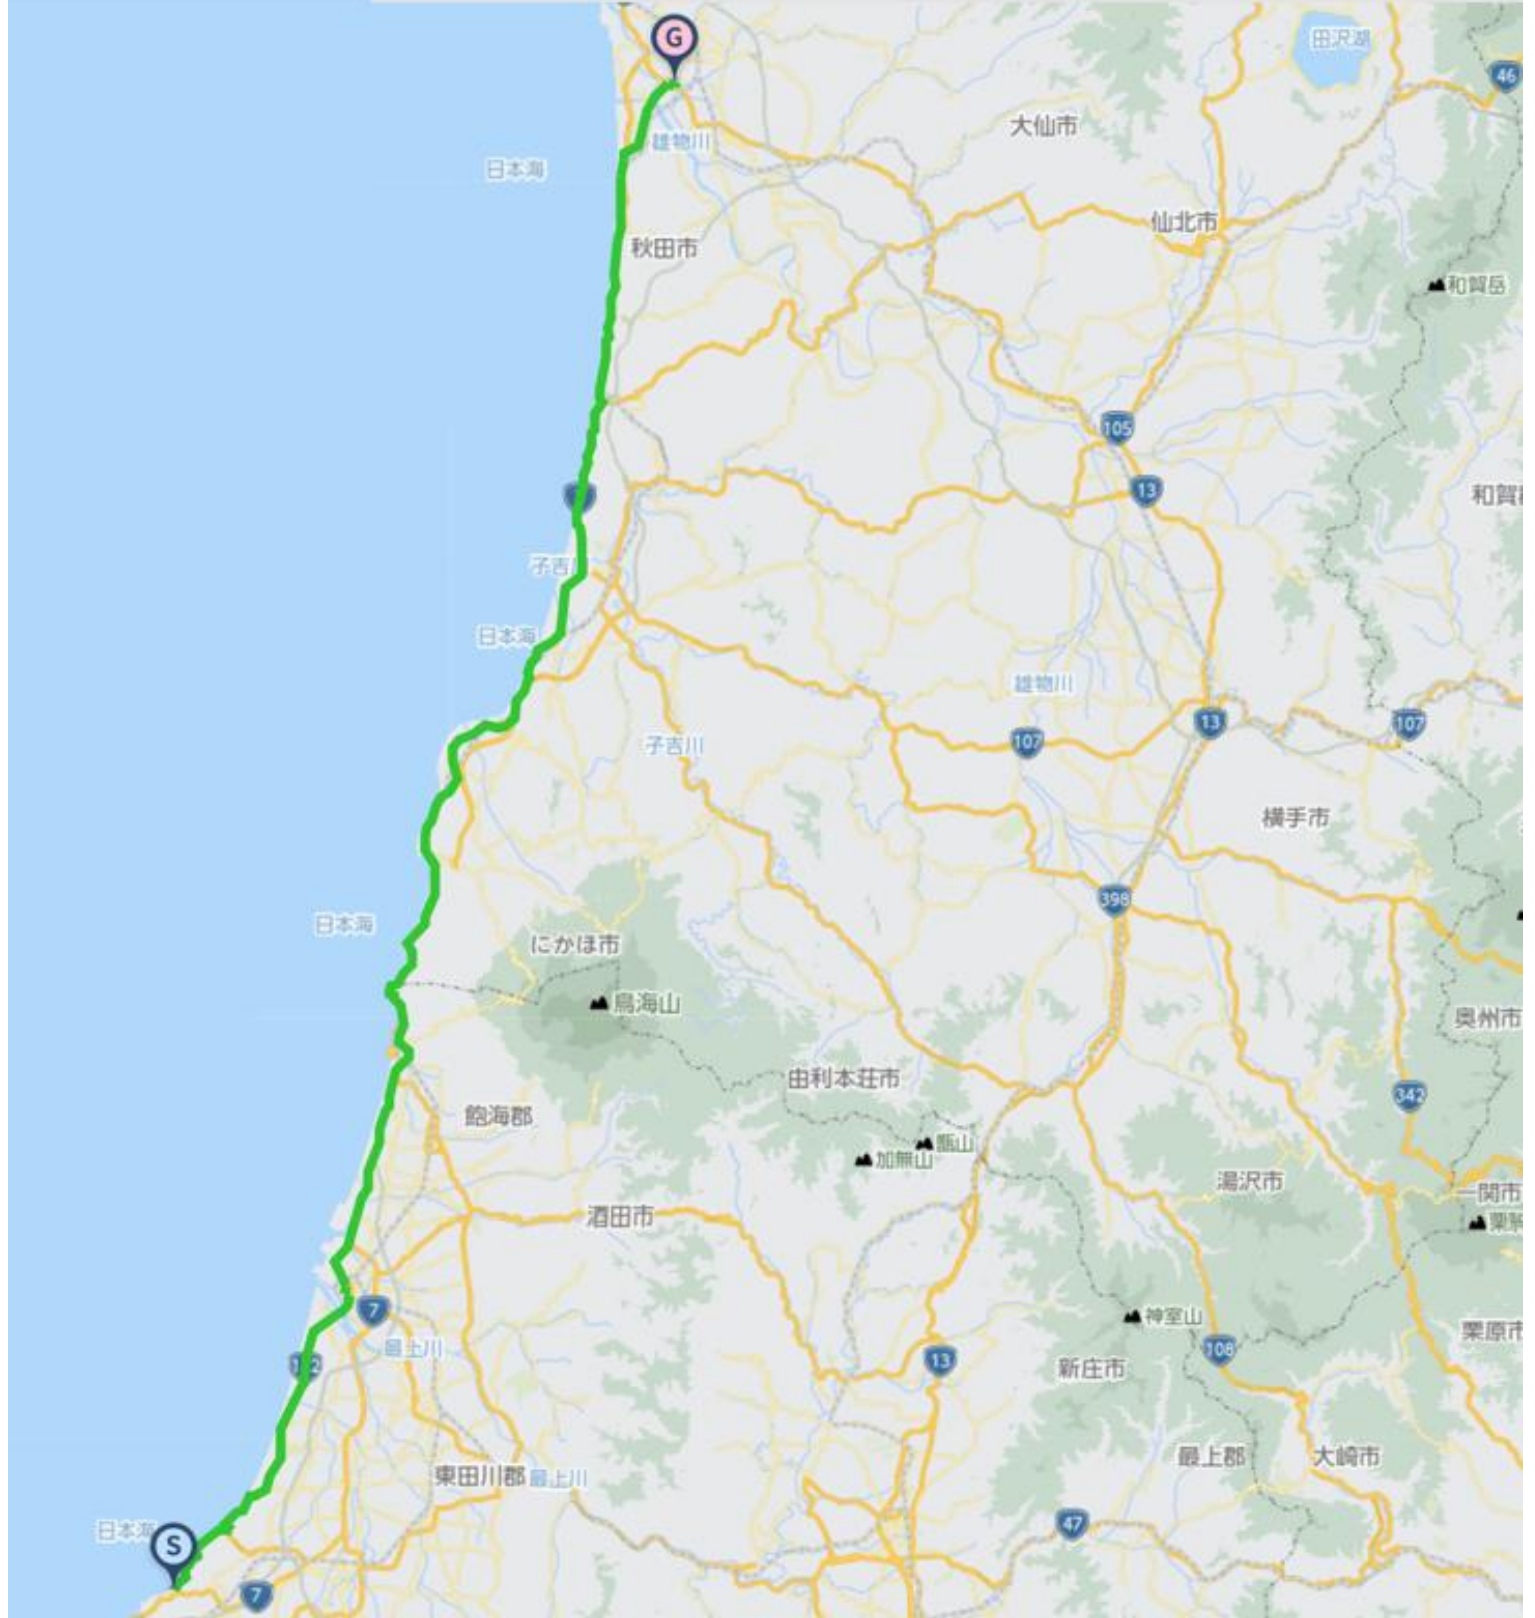 G
田沢湖
46
大仙市
雄物川
日本海
仙北市
秋田市
和賀岳
105
13
和賀
子吉
日本海
雄物川
13
107
107
子吉川
横手市
398
日本海
にかほ市
鳥海山
奥州市
由利本荘市
342
飽海郡
甑山
加無山
湯沢市
一関市
酒田市
7
神室山
栗原市
最上川
108
13
新庄市
最上郡
大崎市
東田川郡
最上川
47
日本海
S
7